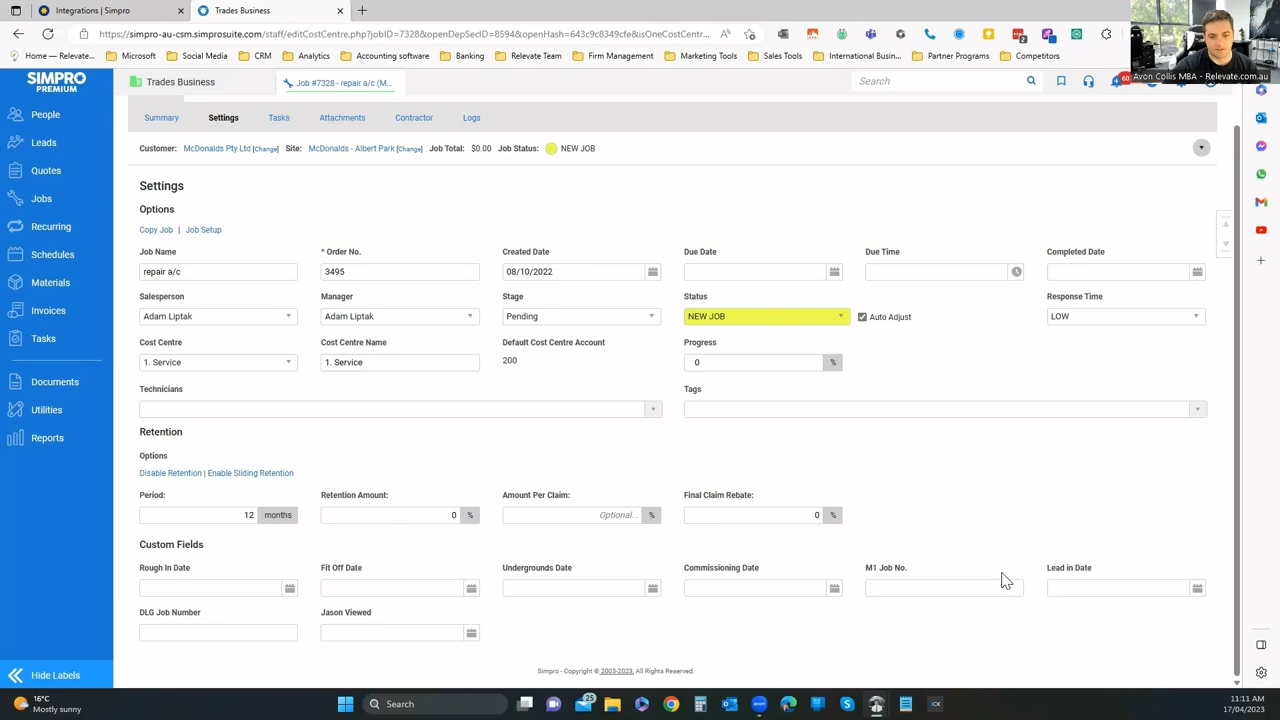 Integrations | Simpro
Trades Business
https://simpro-au-csm.simprosuite.com/staff/editCostCentre.php?jobID=7328&openDepSecID=8594&openHash=643c9c8349cfe&isOneCostCentr...
Home — Relevate... Microsoft Social Media CRM Analytics Accounting software Banking Relevate Team Firm Management Marketing Tools Sales Tools International Busi... Partner Programs Competitors
Avon Collis MBA - Relevate.com.au
SIMPRO
PREMIUM
Trades Business
Job #7328 - repair a/c (M...
Search
60
People
Leads
Quotes
Jobs
Recurring
Schedules
Materials
Invoices
Tasks
Documents
Utilities
Reports
Hide Labels
Summary Settings Tasks Attachments Contractor Logs
Customer: McDonalds Pty Ltd [Change] Site: McDonalds - Albert Park [Change] Job Total: $0.00 Job Status: NEW JOB
Settings
Options
Copy Job | Job Setup
Job Name * Order No. Created Date Due Date Due Time Completed Date
repair a/c 3495 08/10/2022
Salesperson Manager Stage Status Response Time
Adam Liptak Adam Liptak Pending NEW JOB Auto Adjust LOW
Cost Centre Cost Centre Name Default Cost Centre Account Progress
1. Service 1. Service 200 0 %
Technicians Tags
Retention
Options
Disable Retention | Enable Sliding Retention
Period: Retention Amount: Amount Per Claim: Final Claim Rebate:
12 months 0 % Optional... % 0 %
Custom Fields
Rough In Date Fit Off Date Undergrounds Date Commissioning Date M1 Job No. Lead in Date
DLG Job Number Jason Viewed
Simpro - Copyright © 2003-2023, All Rights Reserved.
16°C
Mostly sunny
Search
25
11:11 AM
17/04/2023